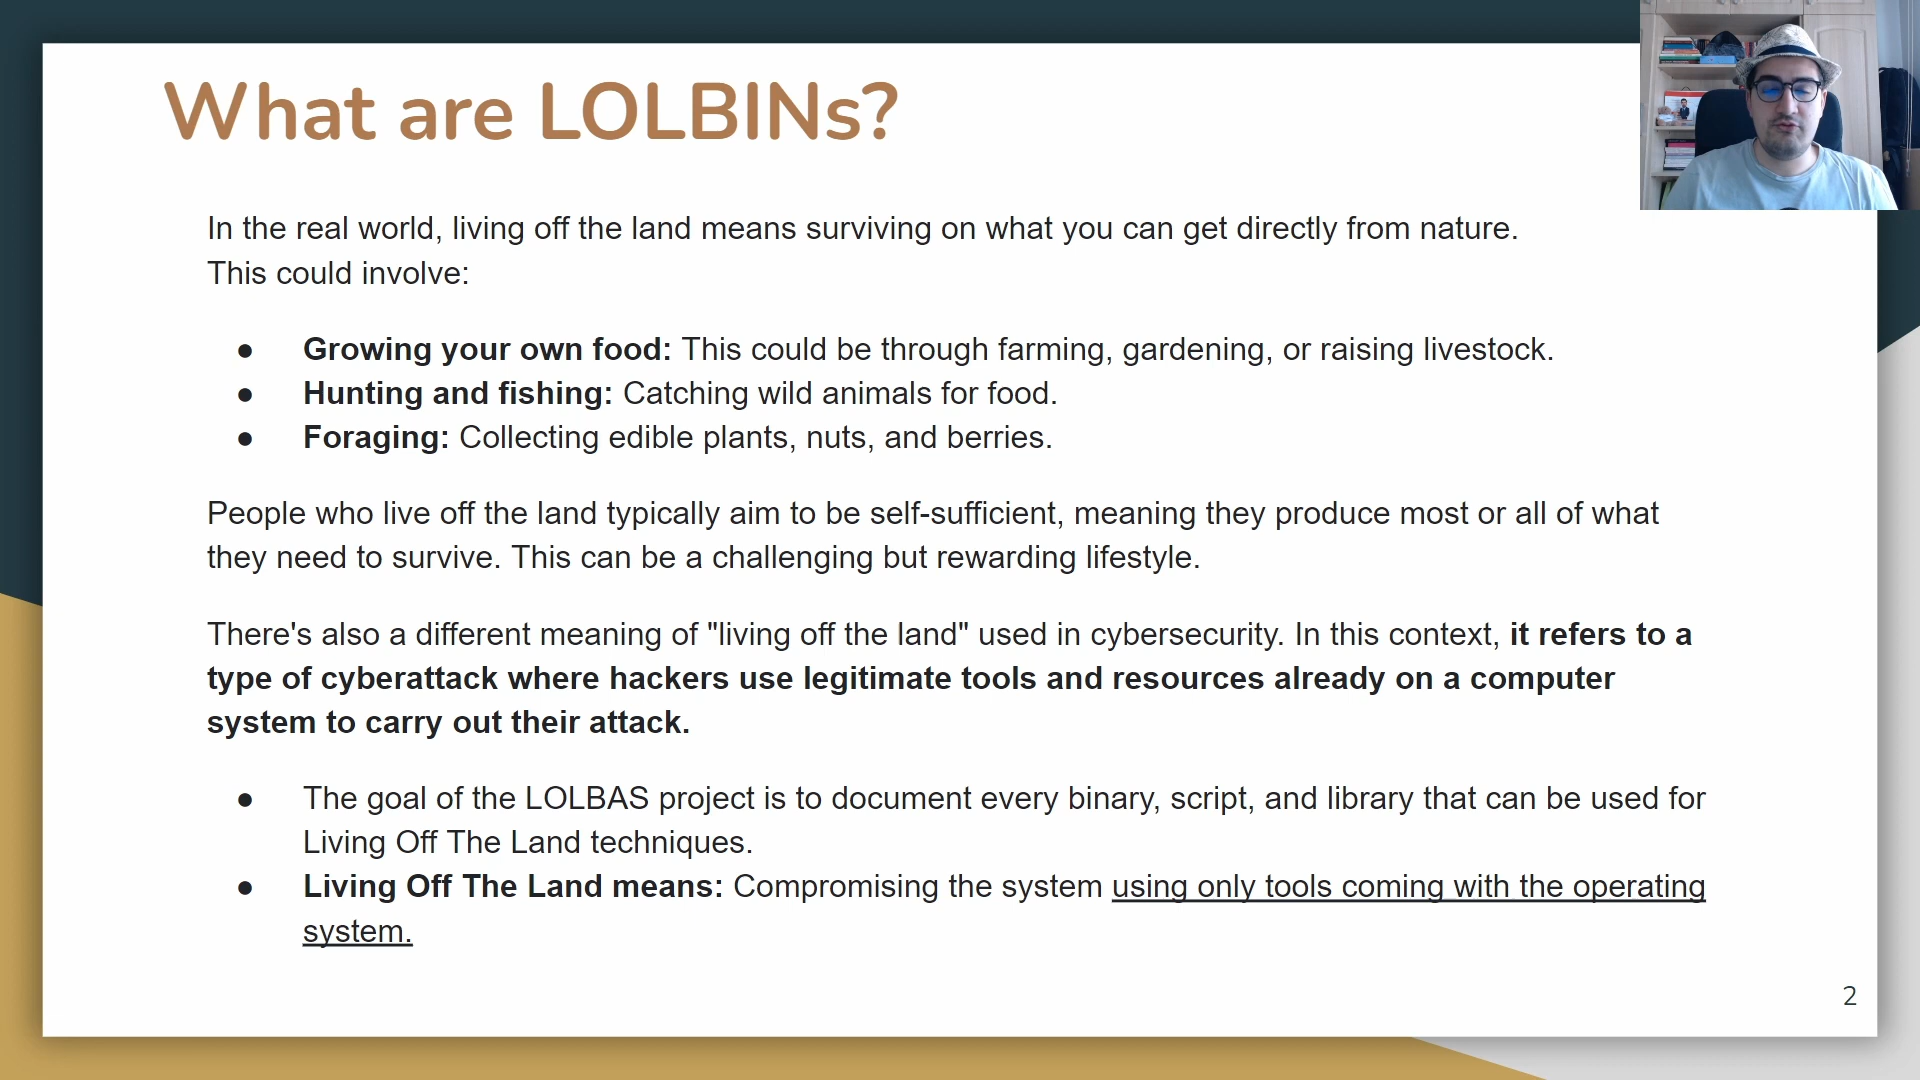 What are LOLBINs?
In the real world, living off the land means surviving on what you can get directly from nature.
This could involve:
● Growing your own food: This could be through farming, gardening, or raising livestock.
● Hunting and fishing: Catching wild animals for food.
● Foraging: Collecting edible plants, nuts, and berries.
People who live off the land typically aim to be self-sufficient, meaning they produce most or all of what
they need to survive. This can be a challenging but rewarding lifestyle.
There's also a different meaning of "living off the land" used in cybersecurity. In this context, it refers to a
type of cyberattack where hackers use legitimate tools and resources already on a computer
system to carry out their attack.
● The goal of the LOLBAS project is to document every binary, script, and library that can be used for
Living Off The Land techniques.
● Living Off The Land means: Compromising the system using only tools coming with the operating
system.
2